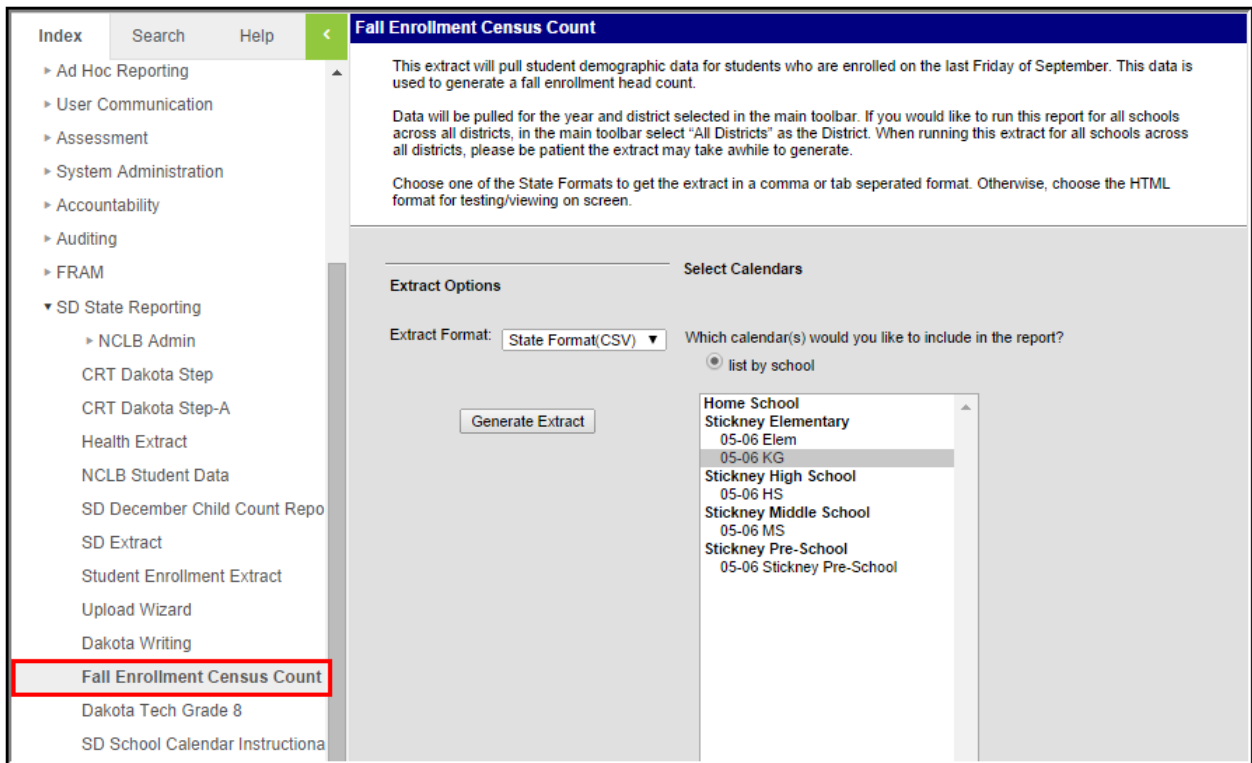 Index Search Help <
Ad Hoc Reporting
User Communication
Assessment
System Administration
Accountability
Auditing
FRAM
SD State Reporting
NCLB Admin
CRT Dakota Step
CRT Dakota Step-A
Health Extract
NCLB Student Data
SD December Child Count Repo
SD Extract
Student Enrollment Extract
Upload Wizard
Dakota Writing
Fall Enrollment Census Count
Dakota Tech Grade 8
SD School Calendar Instructiona
Fall Enrollment Census Count
This extract will pull student demographic data for students who are enrolled on the last Friday of September. This data is
used to generate a fall enrollment head count.
Data will be pulled for the year and district selected in the main toolbar. If you would like to run this report for all schools
across all districts, in the main toolbar select “All Districts” as the District. When running this extract for all schools across
all districts, please be patient the extract may take awhile to generate.
Choose one of the State Formats to get the extract in a comma or tab seperated format. Otherwise, choose the HTML
format for testing/viewing on screen.
Extract Options
Extract Format: State Format(CSV)
Generate Extract
Select Calendars
Which calendar(s) would you like to include in the report?
list by school
Home School
Stickney Elementary
05-06 Elem
05-06 KG
Stickney High School
05-06 HS
Stickney Middle School
05-06 MS
Stickney Pre-School
05-06 Stickney Pre-School